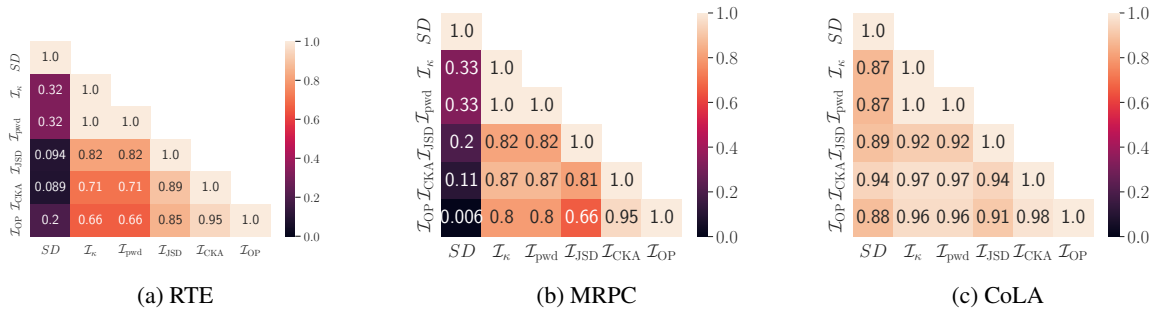 SD 1.0
I_κ 0.32 1.0
I_pwd 0.32 1.0 1.0
I_JSD 0.094 0.82 0.82 1.0
I_CKA 0.089 0.71 0.71 0.89 1.0
I_OP 0.2 0.66 0.66 0.85 0.95 1.0
SD I_κ I_pwd I_JSD I_CKA I_OP
1.0
0.8
0.6
0.4
0.2
0.0
(a) RTE
SD 1.0
I_κ 0.33 1.0
I_pwd 0.33 1.0 1.0
I_JSD 0.2 0.82 0.82 1.0
I_CKA 0.11 0.87 0.87 0.81 1.0
I_OP 0.006 0.8 0.8 0.66 0.95 1.0
SD I_κ I_pwd I_JSD I_CKA I_OP
1.0
0.8
0.6
0.4
0.2
0.0
(b) MRPC
SD 1.0
I_κ 0.87 1.0
I_pwd 0.87 1.0 1.0
I_JSD 0.89 0.92 0.92 1.0
I_CKA 0.94 0.97 0.97 0.94 1.0
I_OP 0.88 0.96 0.96 0.91 0.98 1.0
SD I_κ I_pwd I_JSD I_CKA I_OP
1.0
0.8
0.6
0.4
0.2
0.0
(c) CoLA